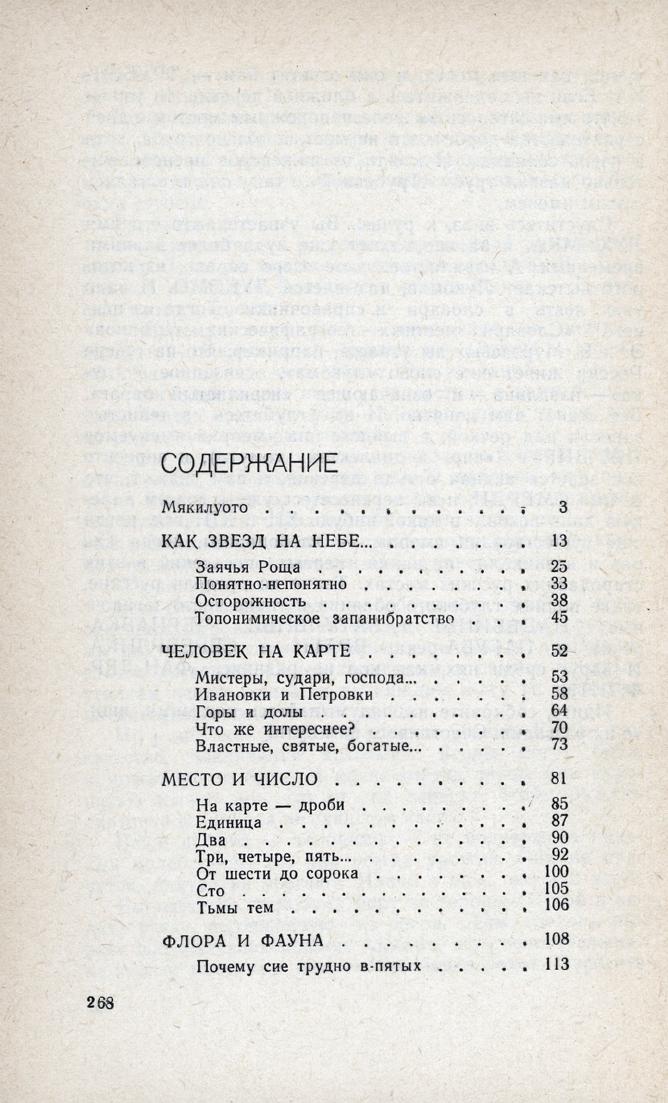 СОДЕРЖАНИЕ
Мякилуото . . . . . . . . . . 3
КАК ЗВЕЗД НА НЕБЕ... . . . . . . . 13
Заячья Роща . . . . . . . . . 25
Понятно-непонятно . . . . . . . . 33
Осторожность . . . . . . . . . 38
Топонимическое запанибратство . . . . 45
ЧЕЛОВЕК НА КАРТЕ . . . . . . . . 52
Мистеры, судари, господа... . . . . . 53
Ивановки и Петровки . . . . . . . 58
Горы и долы . . . . . . . . . 64
Что же интереснее? . . . . . . . . 70
Властные, святые, богатые... . . . . . 73
МЕСТО И ЧИСЛО . . . . . . . . . 81
На карте — дроби . . . . . . . . 85
Единица . . . . . . . . . . 87
Два . . . . . . . . . . . . 90
Три, четыре, пять... . . . . . . . . 92
От шести до сорока . . . . . . . . 100
Сто . . . . . . . . . . . . 105
Тьмы тем . . . . . . . . . . 106
ФЛОРА И ФАУНА . . . . . . . . . 108
Почему сие трудно в-пятых . . . . . 113
268